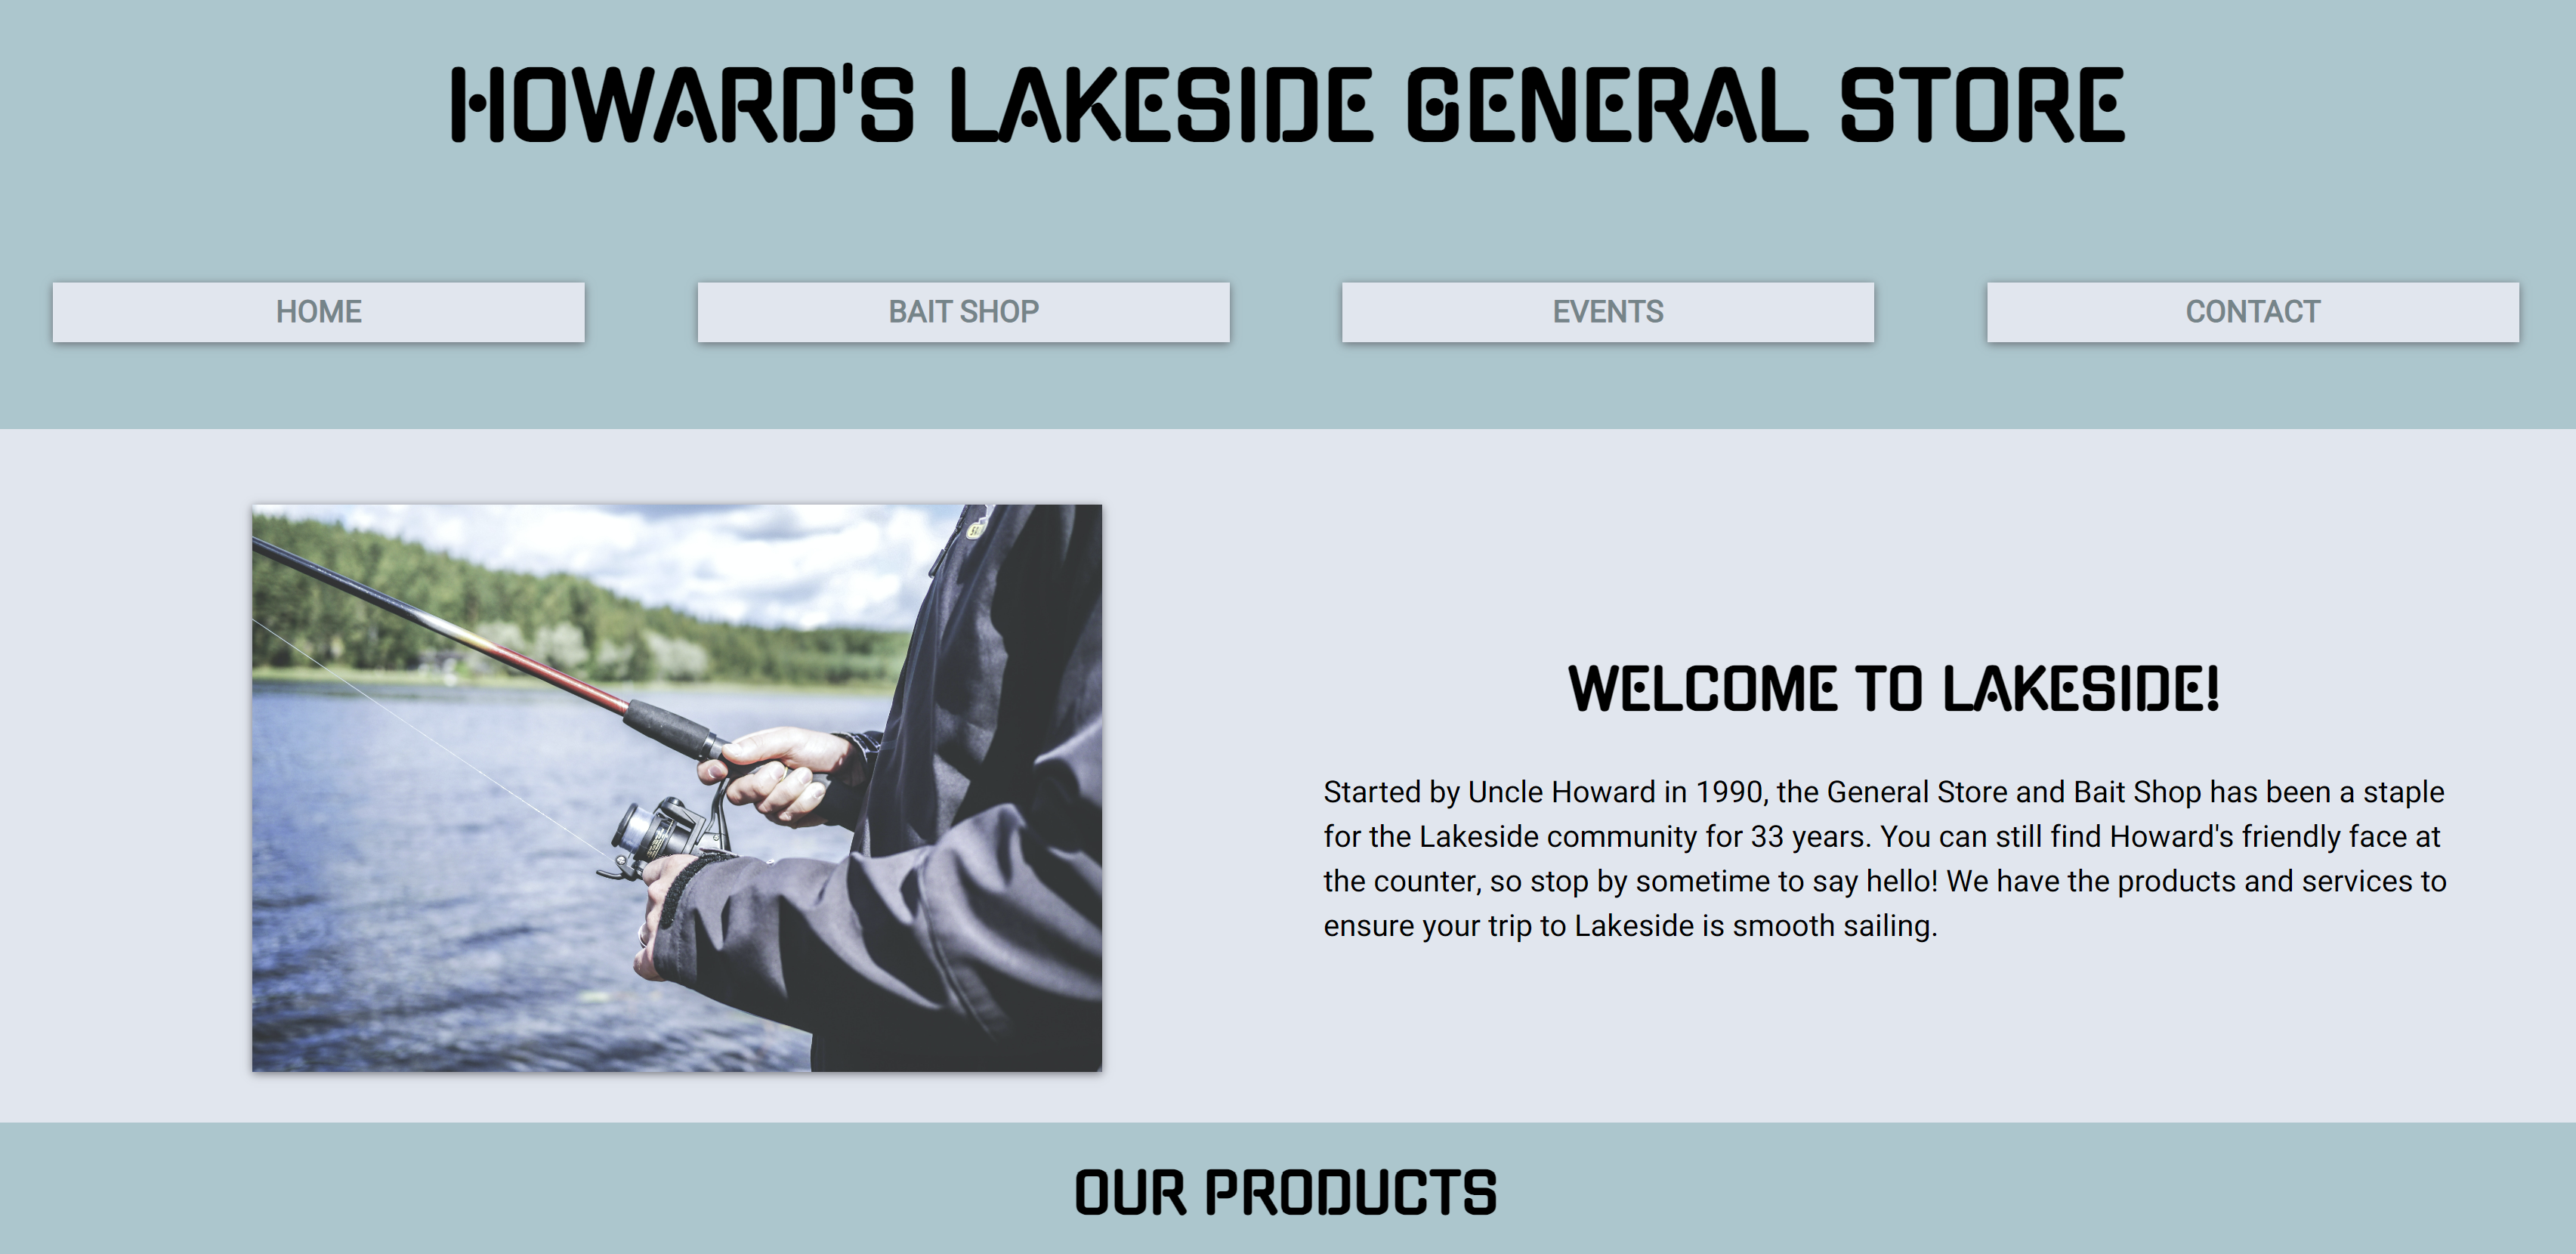 HOWARD'S LAKESIDE GENERAL STORE
HOME
BAIT SHOP
EVENTS
CONTACT
WELCOME TO LAKESIDE!
Started by Uncle Howard in 1990, the General Store and Bait Shop has been a staple
for the Lakeside community for 33 years. You can still find Howard's friendly face at
the counter, so stop by sometime to say hello! We have the products and services to
ensure your trip to Lakeside is smooth sailing.
OUR PRODUCTS